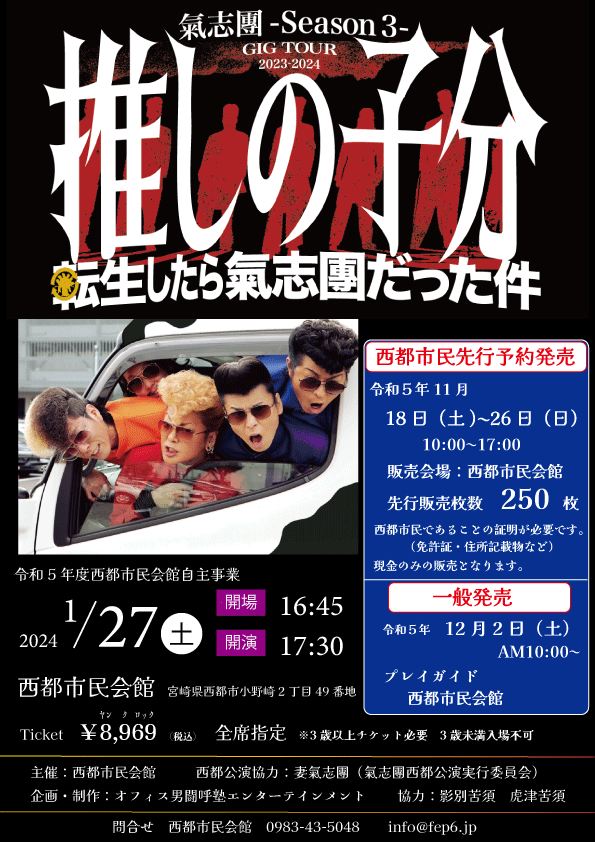 氣志團 -Season 3-
GIG TOUR
2023-2024
推しの子分
転生したら氣志團だった件
西都市民先行予約発売
令和５年 11 月
18 日（土）~26 日（日）
10:00~17:00
販売会場：西都市民会館
先行販売枚数 250 枚
西都市民であることの証明が必要です。
（免許証・住所記載物など）
現金のみの販売となります。
一般発売
令和５年 12 月 2 日（土）
AM10:00~
プレイガイド
西都市民会館
令和５年度西都市民会館自主事業
2024 1/27 土
開場 16:45
開演 17:30
西都市民会館 宮崎県西都市小野崎２丁目 49 番地
ヤン ク ロック
Ticket ￥8,969 （税込） 全席指定 ※3 歳以上チケット必要 3 歳未満入場不可
主催：西都市民会館 西都公演協力：妻氣志團（氣志團西都公演実行委員会）
企画・制作：オフィス男闘呼塾エンターテインメント 協力：影別苦須 虎津苦須
問合せ 西都市民会館 0983-43-5048 info@fep6.jp